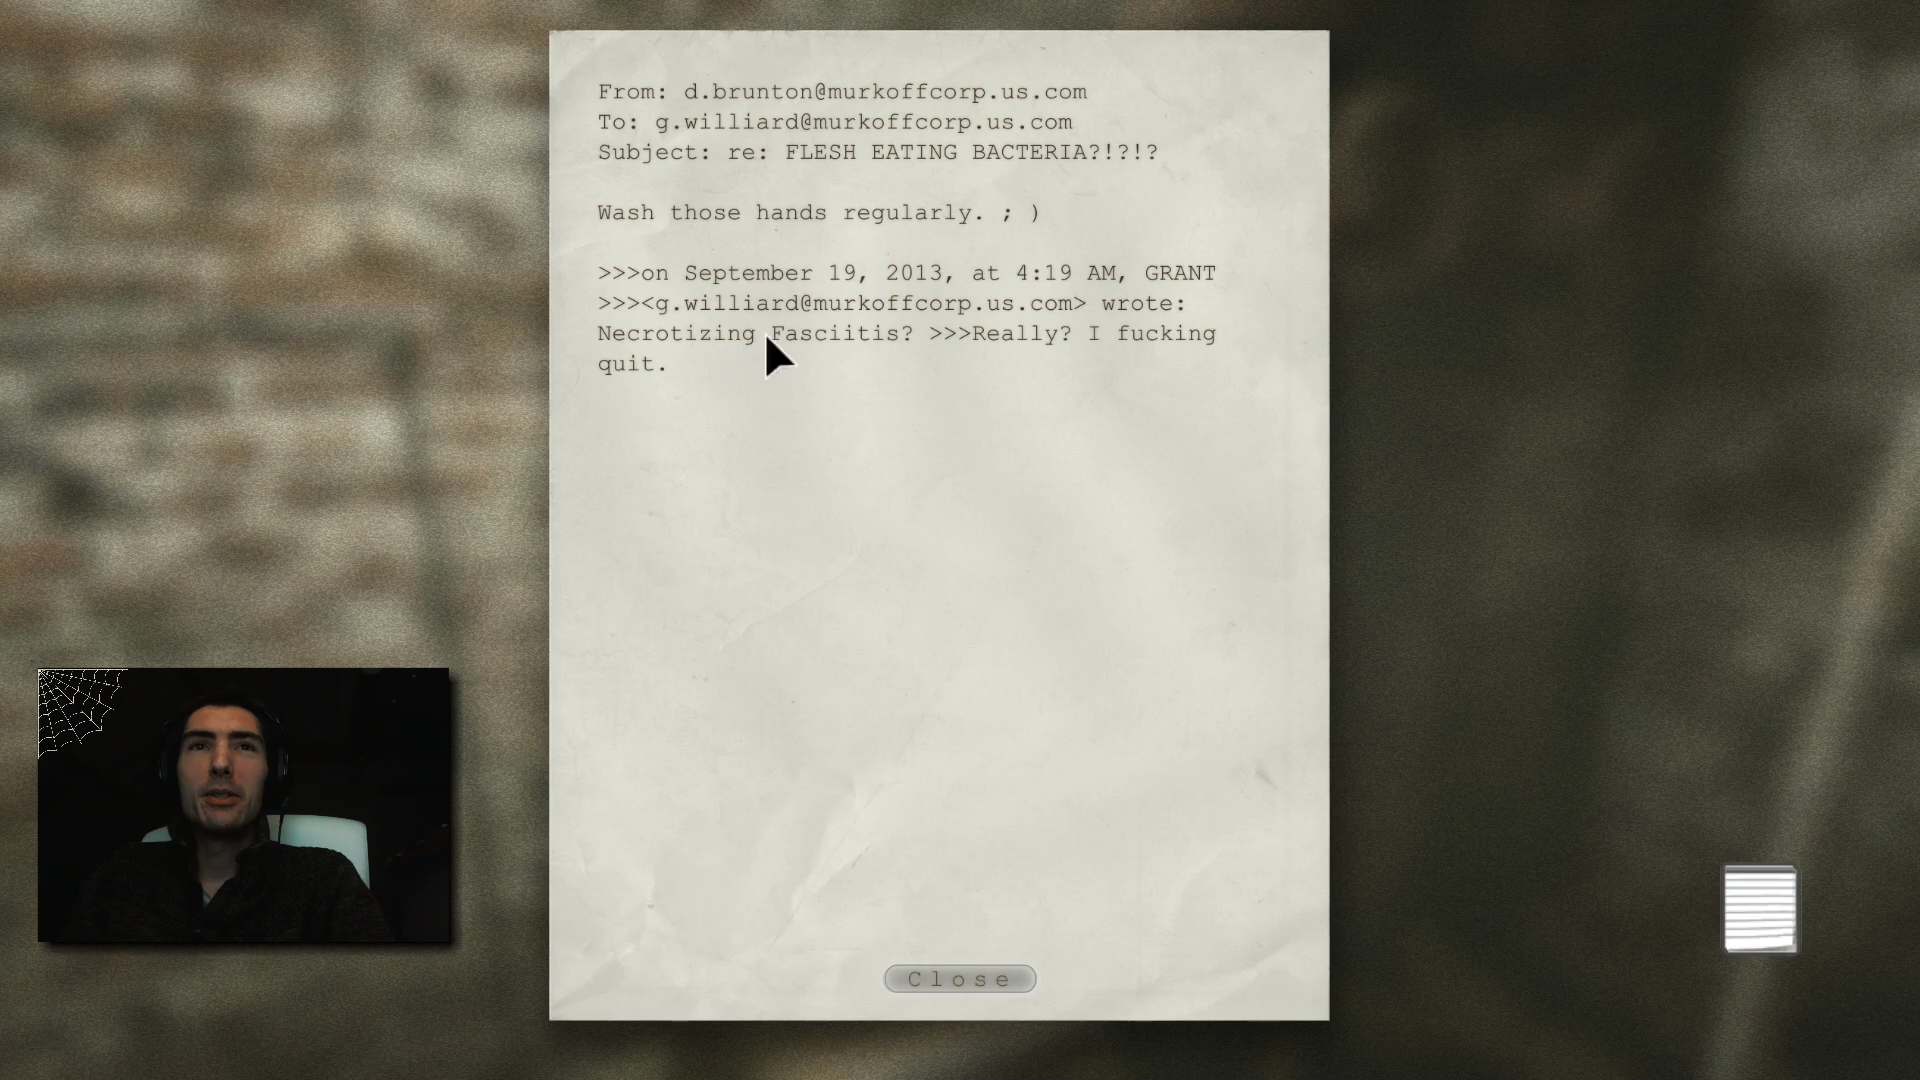 From: d.brunton@murkoffcorp.us.com
To: g.williard@murkoffcorp.us.com
Subject: re: FLESH EATING BACTERIA?!?!?
Wash those hands regularly. ; )
>>>on September 19, 2013, at 4:19 AM, GRANT
>>><g.williard@murkoffcorp.us.com> wrote:
Necrotizing Fasciitis? >>>Really? I fucking
quit.
Close